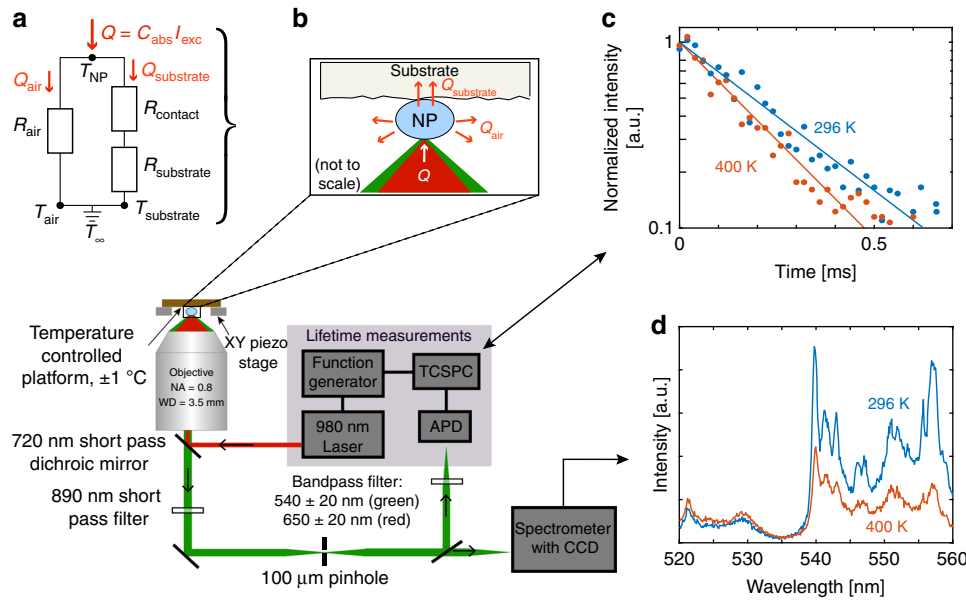 a
Q = C_abs I_exc
T_NP
Q_air
Q_substrate
R_air
R_contact
R_substrate
T_air
T_substrate
T_∞
b
Substrate
Q_substrate
NP
Q_air
(not to
scale)
Q
c
Normalized intensity
[a.u.]
1
0.1
296 K
400 K
0
0.5
Time [ms]
Temperature
controlled
platform, ±1 °C
XY piezo
stage
Objective
NA = 0.8
WD = 3.5 mm
Lifetime measurements
Function
generator
TCSPC
980 nm
Laser
APD
720 nm short pass
dichroic mirror
890 nm short
pass filter
Bandpass filter:
540 ± 20 nm (green)
650 ± 20 nm (red)
100 µm pinhole
Spectrometer
with CCD
d
Intensity [a.u.]
296 K
400 K
520
530
540
550
560
Wavelength [nm]